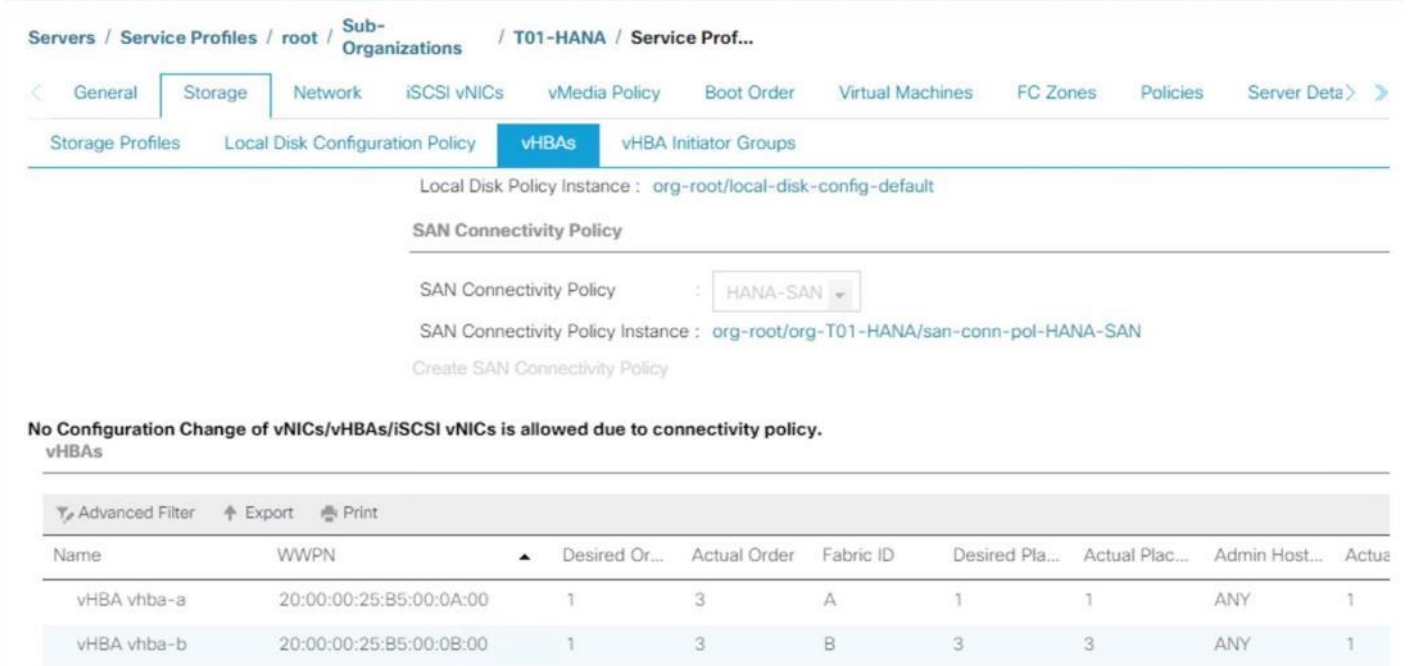 Servers / Service Profiles / root / Sub-Organizations / T01-HANA / Service Prof...
General Storage Network iSCSI vNICs vMedia Policy Boot Order Virtual Machines FC Zones Policies Server Deta
Storage Profiles Local Disk Configuration Policy vHBAs vHBA Initiator Groups
Local Disk Policy Instance : org-root/local-disk-config-default
SAN Connectivity Policy
SAN Connectivity Policy : HANA-SAN
SAN Connectivity Policy Instance : org-root/org-T01-HANA/san-conn-pol-HANA-SAN
Create SAN Connectivity Policy
No Configuration Change of vNICs/vHBAs/iSCSI vNICs is allowed due to connectivity policy.
vHBAs
Advanced Filter Export Print
Name WWPN Desired Or... Actual Order Fabric ID Desired Pla... Actual Plac... Admin Host... Actua
vHBA vhba-a 20:00:00:25:B5:00:0A:00 1 3 A 1 1 ANY 1
vHBA vhba-b 20:00:00:25:B5:00:0B:00 1 3 B 3 3 ANY 1